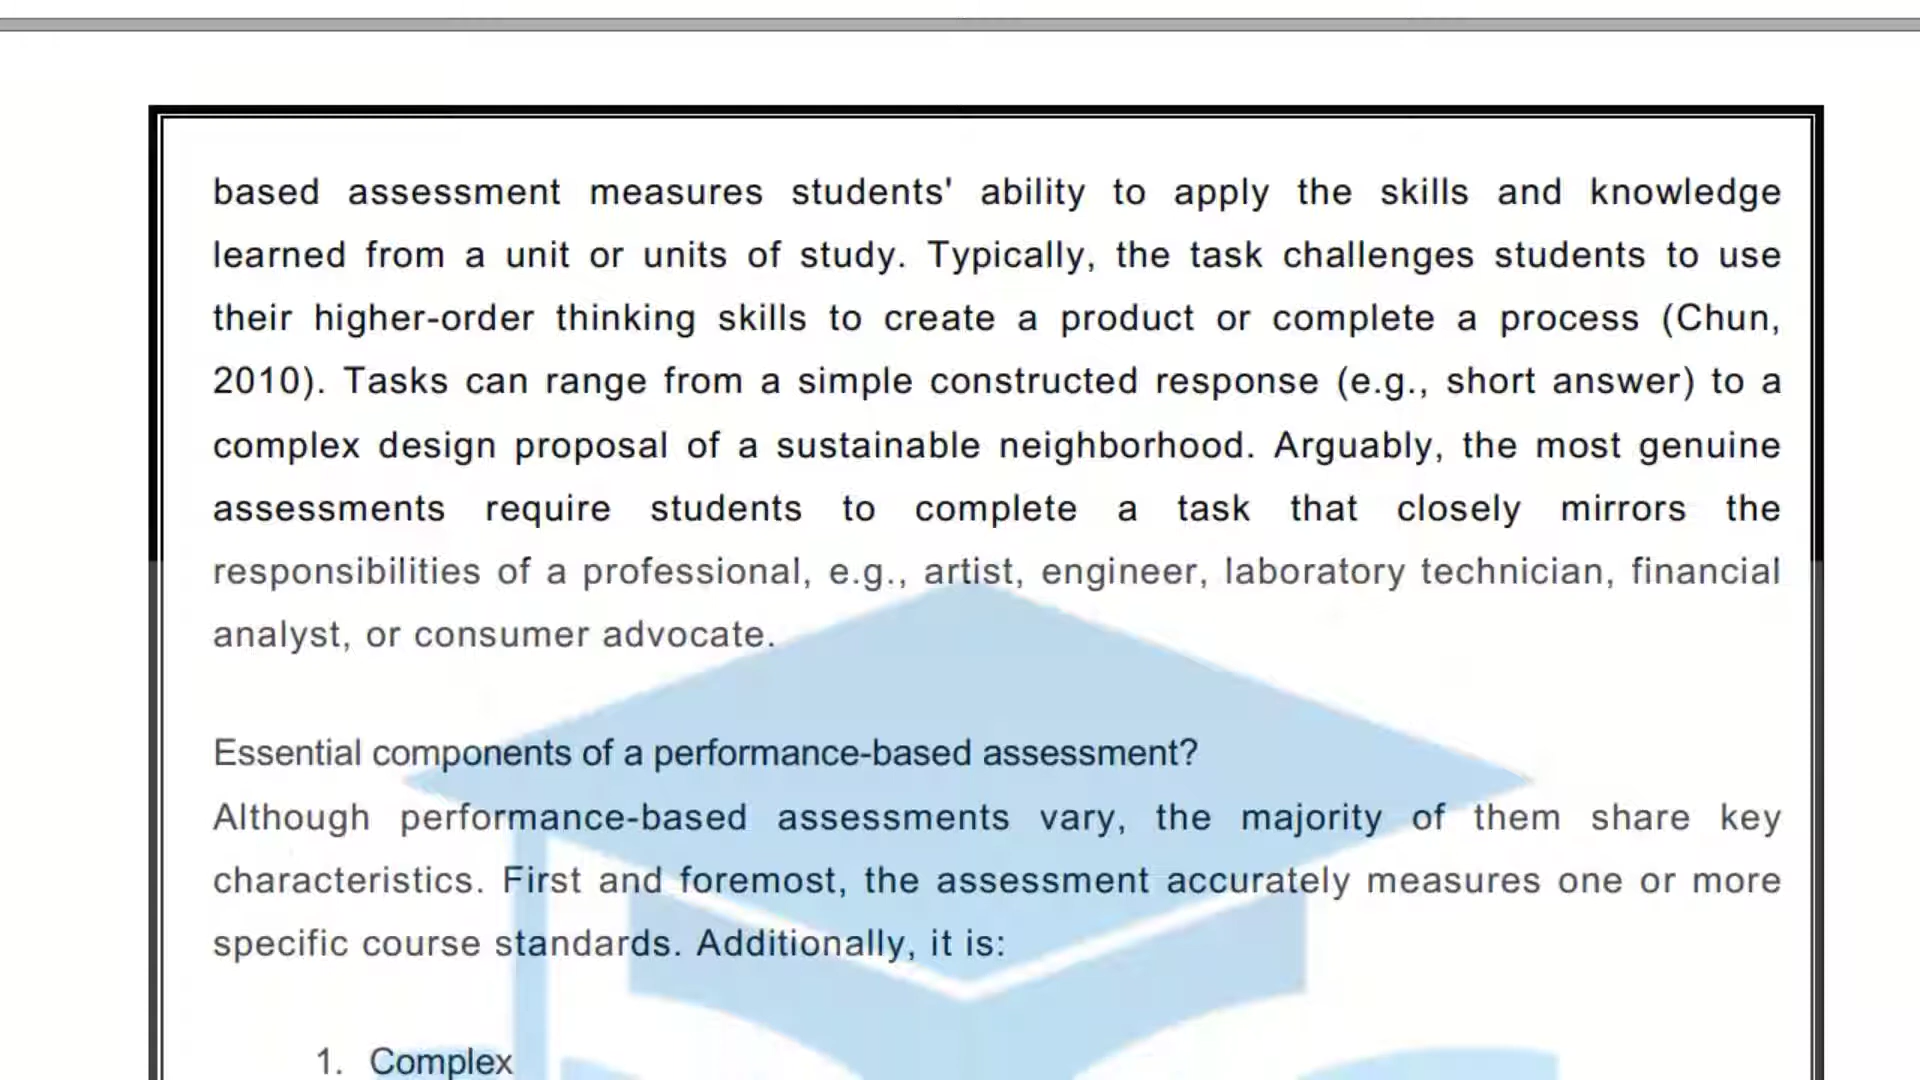 based assessment measures students' ability to apply the skills and knowledge
learned from a unit or units of study. Typically, the task challenges students to use
their higher-order thinking skills to create a product or complete a process (Chun,
2010). Tasks can range from a simple constructed response (e.g., short answer) to a
complex design proposal of a sustainable neighborhood. Arguably, the most genuine
assessments require students to complete a task that closely mirrors the
responsibilities of a professional, e.g., artist, engineer, laboratory technician, financial
analyst, or consumer advocate.
Essential components of a performance-based assessment?
Although performance-based assessments vary, the majority of them share key
characteristics. First and foremost, the assessment accurately measures one or more
specific course standards. Additionally, it is:
1. Complex